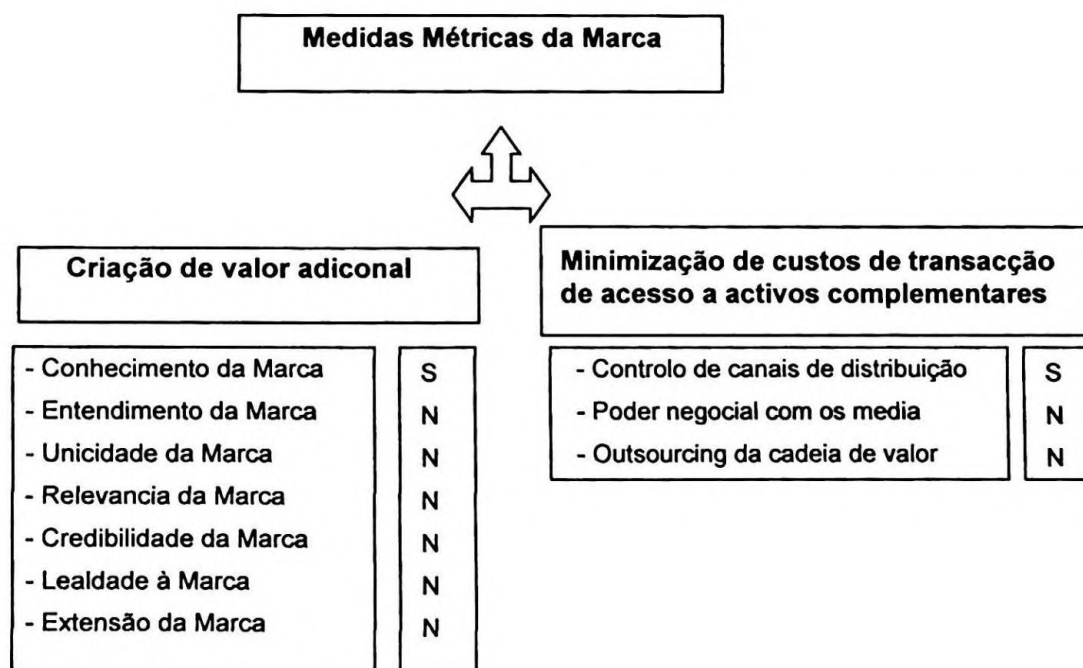 Medidas Métricas da Marca
Criação de valor adiconal
- Conhecimento da Marca S
- Entendimento da Marca N
- Unicidade da Marca N
- Relevancia da Marca N
- Credibilidade da Marca N
- Lealdade à Marca N
- Extensão da Marca N
Minimização de custos de transacção
de acesso a activos complementares
- Controlo de canais de distribuição S
- Poder negocial com os media N
- Outsourcing da cadeia de valor N